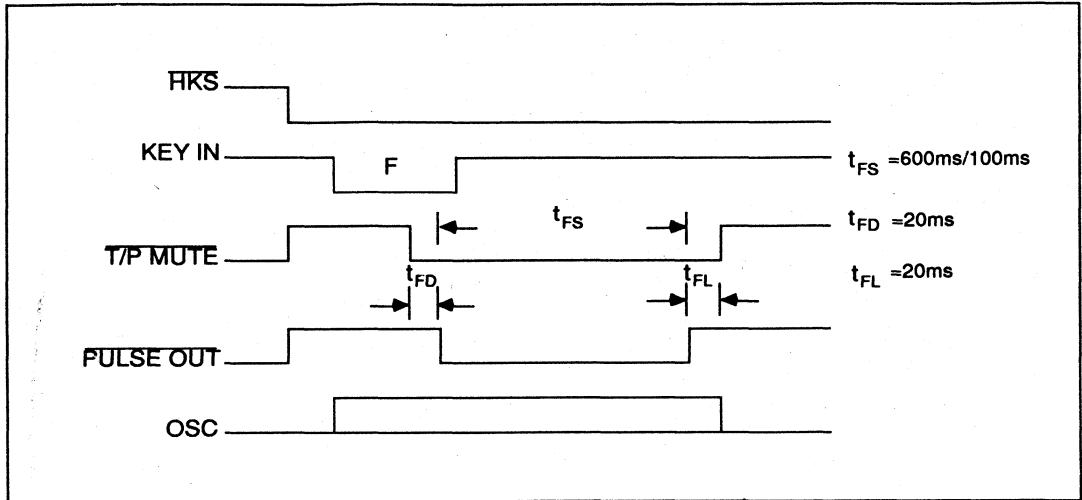 HKS
KEY IN
F
t_FS =600ms/100ms
t_FS
t_FD =20ms
T/P MUTE
t_FD
t_FL
t_FL =20ms
PULSE OUT
OSC